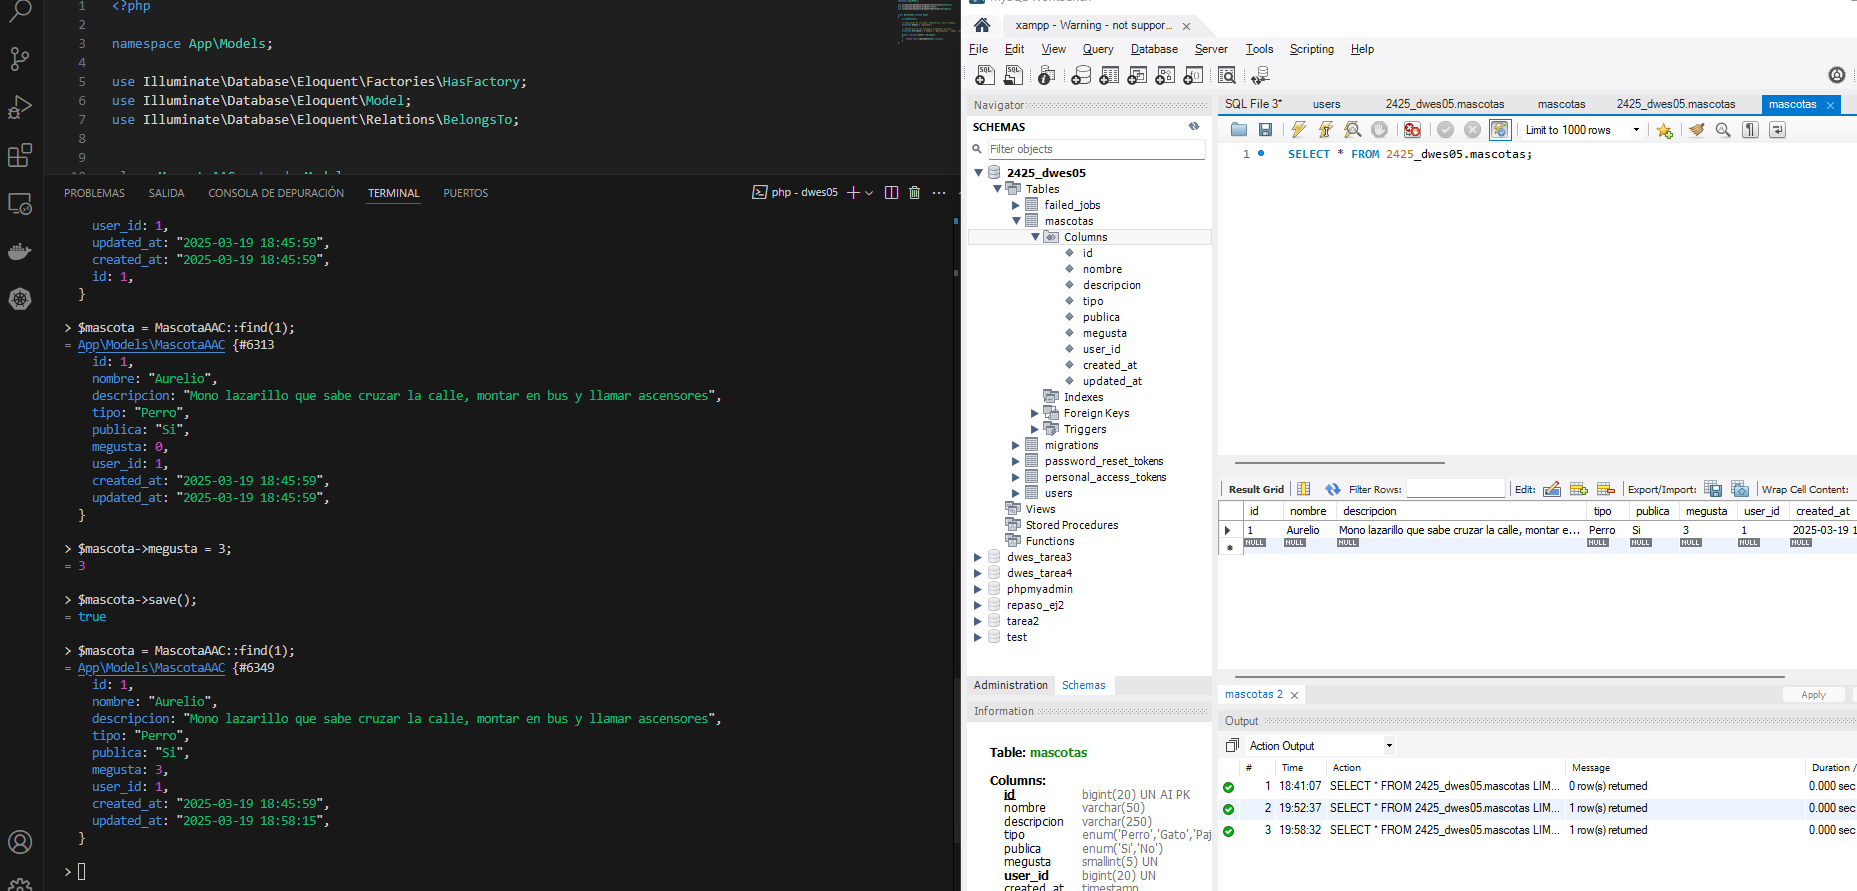 1 <?php
2
3 namespace App\Models;
4
5 use Illuminate\Database\Eloquent\Factories\HasFactory;
6 use Illuminate\Database\Eloquent\Model;
7 use Illuminate\Database\Eloquent\Relations\BelongsTo;
8
9
PROBLEMAS SALIDA CONSOLA DE DEPURACIÓN TERMINAL PUERTOS
php - dwes05
user_id: 1,
updated_at: "2025-03-19 18:45:59",
created_at: "2025-03-19 18:45:59",
id: 1,
}
> $mascota = MascotaAAC::find(1);
= App\Models\MascotaAAC {#6313
id: 1,
nombre: "Aurelio",
descripcion: "Mono lazarillo que sabe cruzar la calle, montar en bus y llamar ascensores",
tipo: "Perro",
publica: "Si",
megusta: 0,
user_id: 1,
created_at: "2025-03-19 18:45:59",
updated_at: "2025-03-19 18:45:59",
}
> $mascota->megusta = 3;
= 3
> $mascota->save();
= true
> $mascota = MascotaAAC::find(1);
= App\Models\MascotaAAC {#6349
id: 1,
nombre: "Aurelio",
descripcion: "Mono lazarillo que sabe cruzar la calle, montar en bus y llamar ascensores",
tipo: "Perro",
publica: "Si",
megusta: 3,
user_id: 1,
created_at: "2025-03-19 18:45:59",
updated_at: "2025-03-19 18:58:15",
}
>
xampp - Warning - not suppor...
File Edit View Query Database Server Tools Scripting Help
Navigator
SCHEMAS
Filter objects
2425_dwes05
Tables
failed_jobs
mascotas
Columns
id
nombre
descripcion
tipo
publica
megusta
user_id
created_at
updated_at
Indexes
Foreign Keys
Triggers
migrations
password_reset_tokens
personal_access_tokens
users
Views
Stored Procedures
Functions
dwes_tarea3
dwes_tarea4
phpmyadmin
repaso_ej2
tarea2
test
Administration Schemas
Information
Table: mascotas
Columns:
id bigint(20) UN AI PK
nombre varchar(50)
descripcion varchar(250)
tipo enum('Perro','Gato','Paj
publica enum('Si','No')
megusta smallint(5) UN
user_id bigint(20) UN
created_at timestamp
SQL File 3* users 2425_dwes05.mascotas mascotas 2425_dwes05.mascotas mascotas
Limit to 1000 rows
1 SELECT * FROM 2425_dwes05.mascotas;
Result Grid Filter Rows: Edit: Export/Import: Wrap Cell Content:
id nombre descripcion tipo publica megusta user_id created_at
1 Aurelio Mono lazarillo que sabe cruzar la calle, montar e... Perro Si 3 1 2025-03-19 1
NULL NULL NULL NULL NULL NULL NULL NULL
mascotas 2 Apply
Output
Action Output
# Time Action Message Duration /
1 18:41:07 SELECT * FROM 2425_dwes05.mascotas LIM... 0 row(s) returned 0.000 sec
2 19:52:37 SELECT * FROM 2425_dwes05.mascotas LIM... 1 row(s) returned 0.000 sec
3 19:58:32 SELECT * FROM 2425_dwes05.mascotas LIM... 1 row(s) returned 0.000 sec